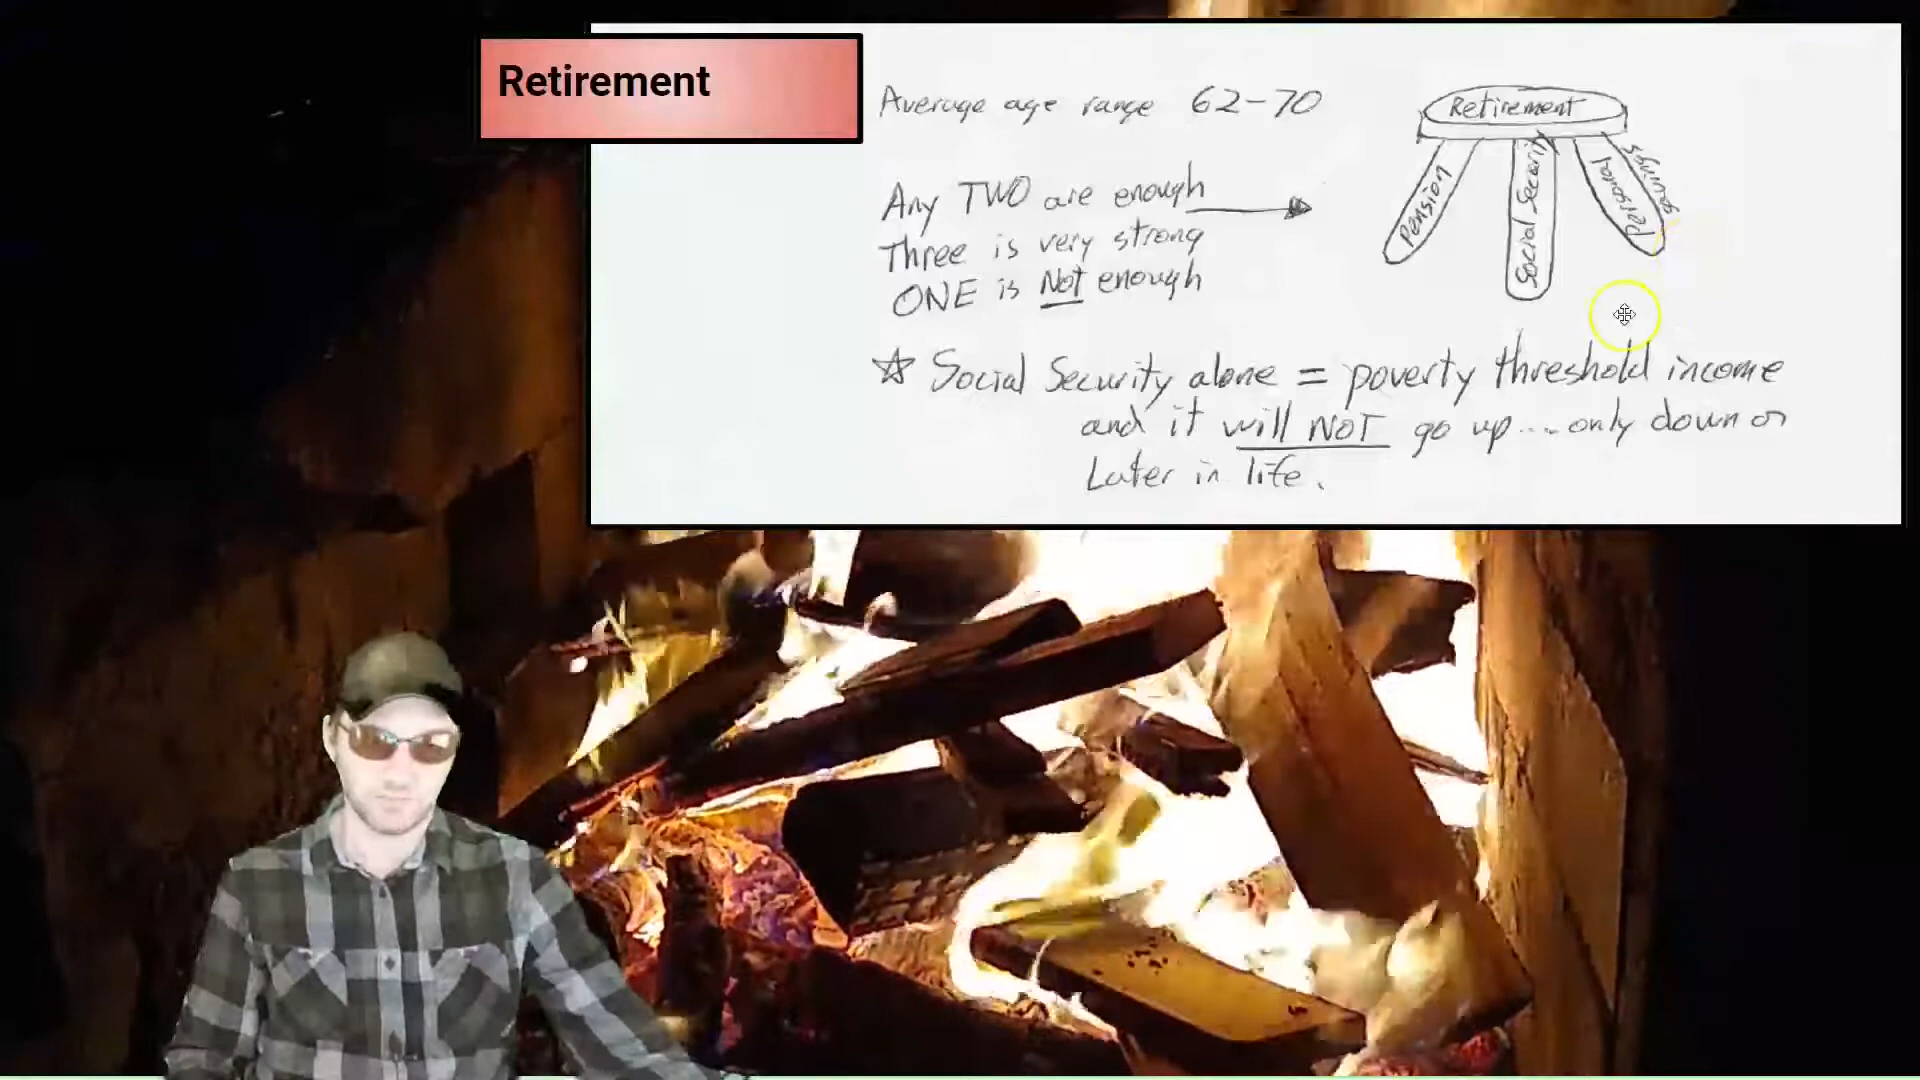 Retirement
Average age range 62-70
Any TWO are enough
Three is very strong
ONE is Not enough
Retirement
Pension
Social Security
Personal
Savings
☆ Social Security alone = poverty threshold income
and it will NOT go up... only down or
Later in life.